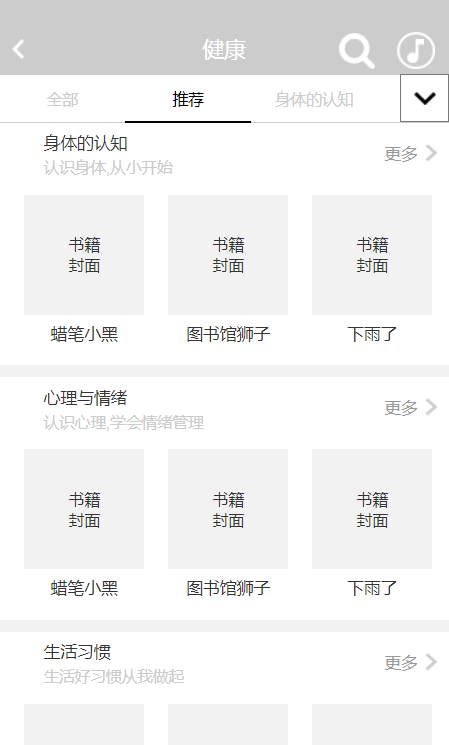 健康
全部 推荐 身体的认知
身体的认知
更多
认识身体,从小开始
书籍 书籍 书籍
封面 封面 封面
蜡笔小黑 图书馆狮子 下雨了
心理与情绪
更多
认识心理,学会情绪管理
书籍 书籍 书籍
封面 封面 封面
蜡笔小黑 图书馆狮子 下雨了
生活习惯
更多
生活好习惯从我做起